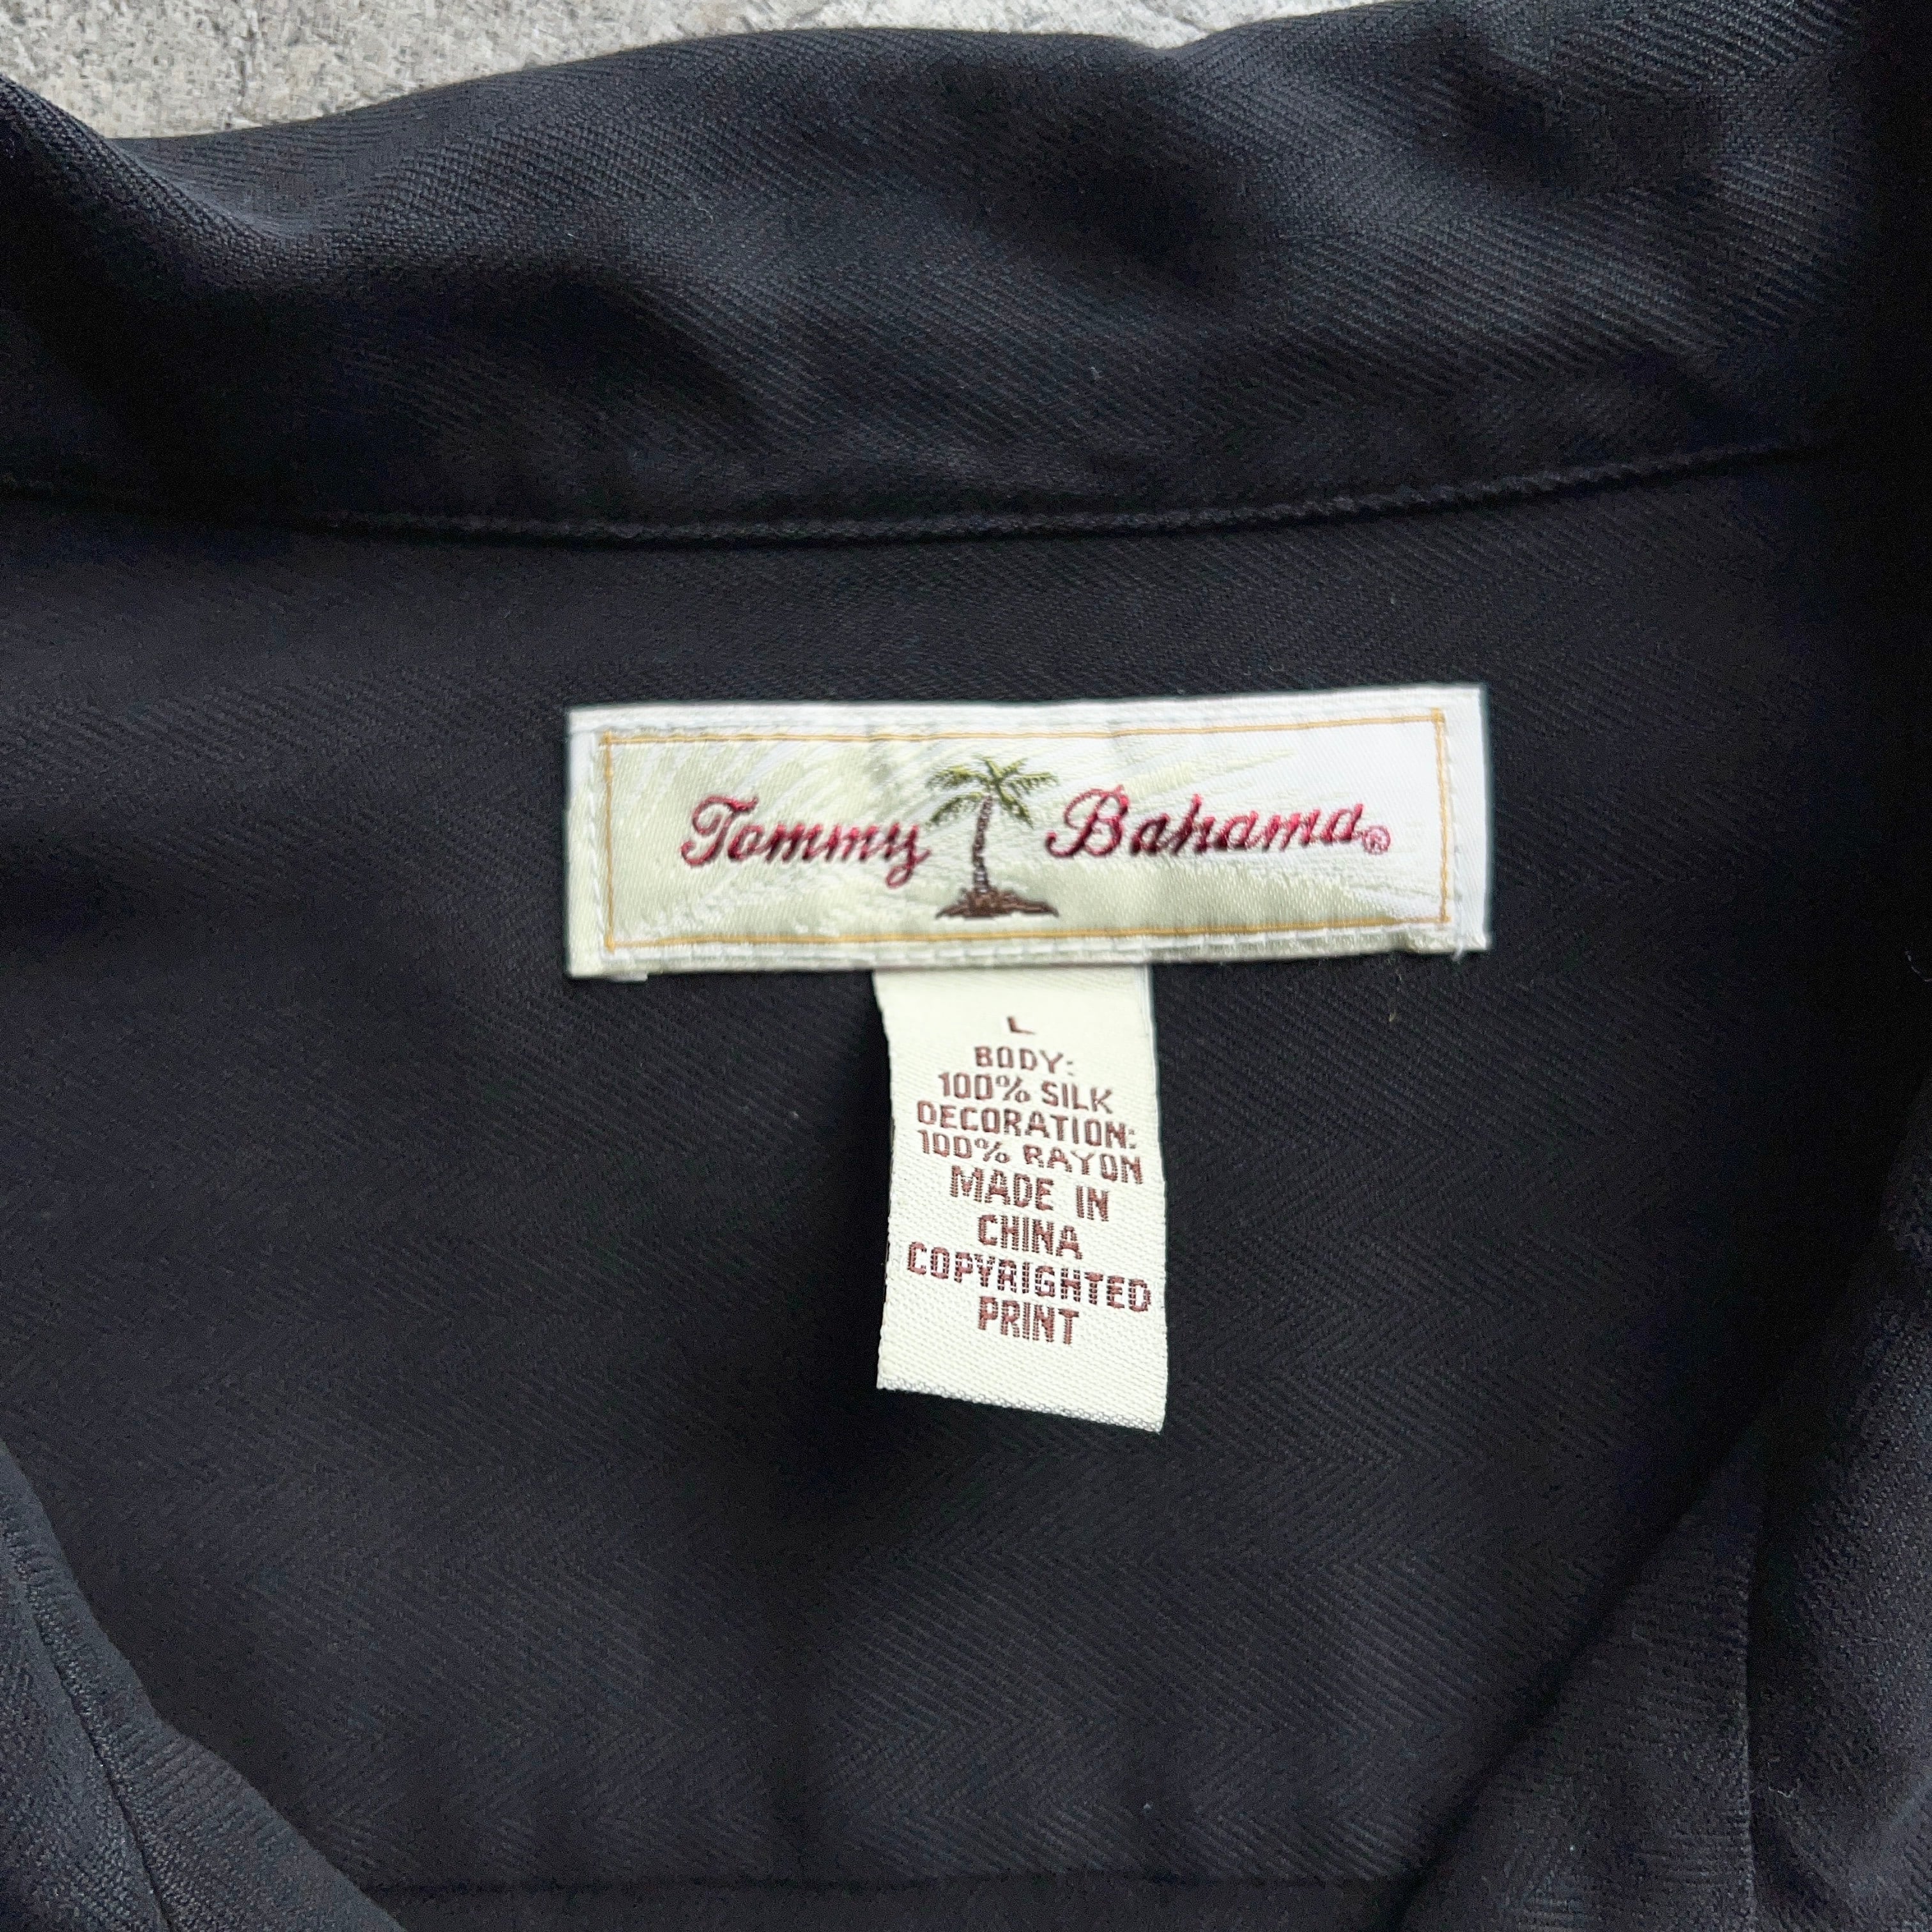 Tommy Bahama®
L
BODY:
100% SILK
DECORATION:
100% RAYON
MADE IN
CHINA
COPYRIGHTED
PRINT